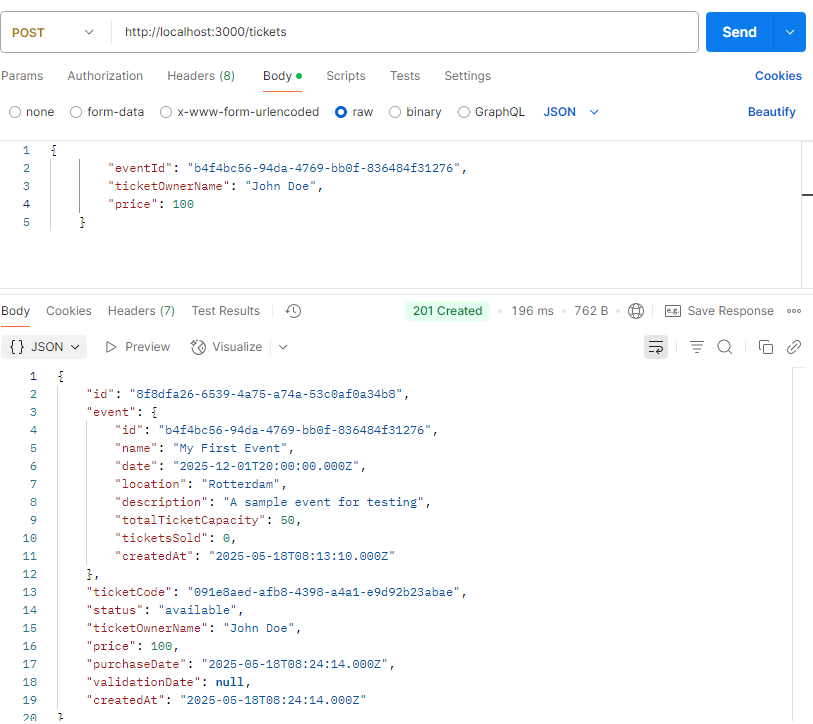 POST http://localhost:3000/tickets Send
Params Authorization Headers (8) Body Scripts Tests Settings Cookies
none form-data x-www-form-urlencoded raw binary GraphQL JSON Beautify
1 {
2 "eventId": "b4f4bc56-94da-4769-bb0f-836484f31276",
3 "ticketOwnerName": "John Doe",
4 "price": 100
5 }
Body Cookies Headers (7) Test Results 201 Created 196 ms 762 B e.g. Save Response
{} JSON Preview Visualize
1 {
2 "id": "8f8dfa26-6539-4a75-a74a-53c0af0a34b8",
3 "event": {
4 "id": "b4f4bc56-94da-4769-bb0f-836484f31276",
5 "name": "My First Event",
6 "date": "2025-12-01T20:00:00.000Z",
7 "location": "Rotterdam",
8 "description": "A sample event for testing",
9 "totalTicketCapacity": 50,
10 "ticketsSold": 0,
11 "createdAt": "2025-05-18T08:13:10.000Z"
12 },
13 "ticketCode": "091e8aed-afb8-4398-a4a1-e9d92b23abae",
14 "status": "available",
15 "ticketOwnerName": "John Doe",
16 "price": 100,
17 "purchaseDate": "2025-05-18T08:24:14.000Z",
18 "validationDate": null,
19 "createdAt": "2025-05-18T08:24:14.000Z"
20 }